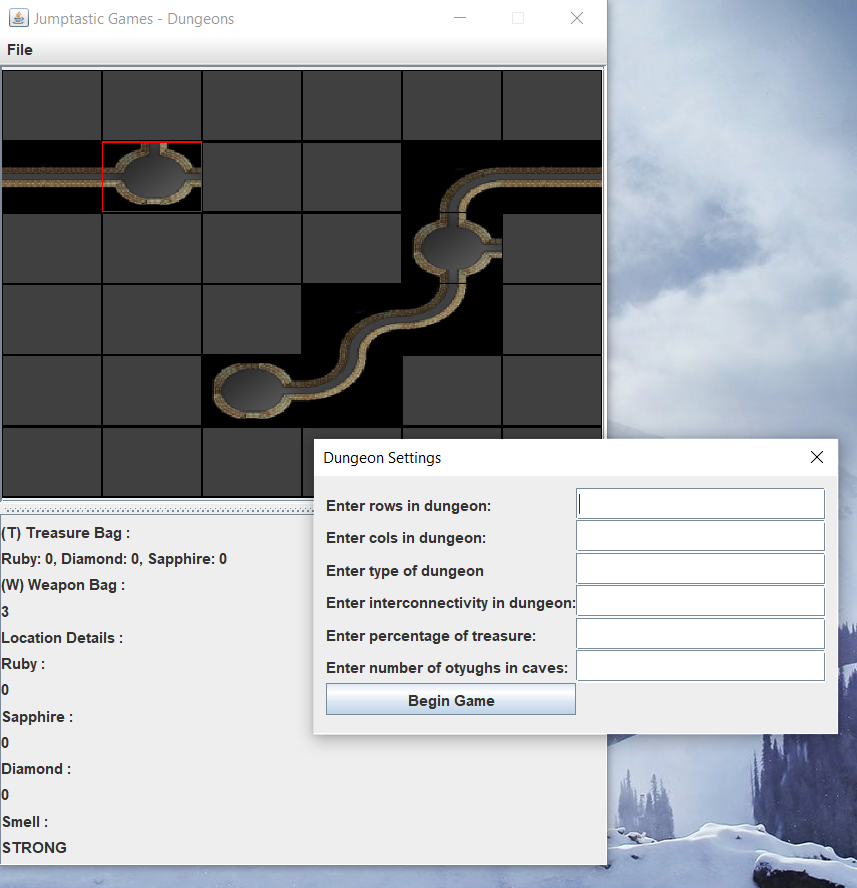 Jumptastic Games - Dungeons
File
Dungeon Settings
Enter rows in dungeon:
Enter cols in dungeon:
Enter type of dungeon
Enter interconnectivity in dungeon:
Enter percentage of treasure:
Enter number of otyughs in caves:
Begin Game
(T) Treasure Bag :
Ruby: 0, Diamond: 0, Sapphire: 0
(W) Weapon Bag :
3
Location Details :
Ruby :
0
Sapphire :
0
Diamond :
0
Smell :
STRONG